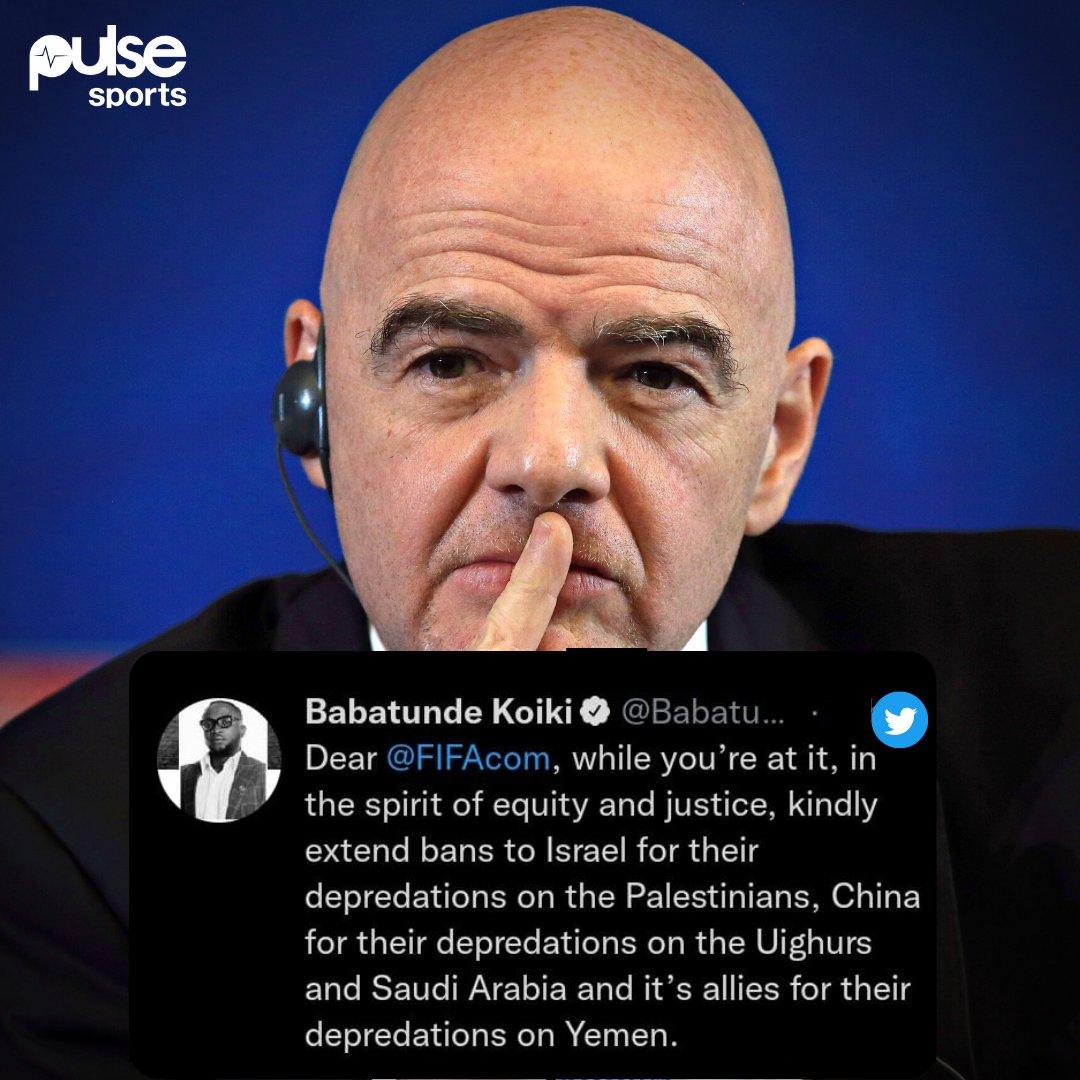 pulse
sports
Babatunde Koiki @Babatu... ·
Dear @FIFAcom, while you’re at it, in
the spirit of equity and justice, kindly
extend bans to Israel for their
depredations on the Palestinians, China
for their depredations on the Uighurs
and Saudi Arabia and it’s allies for their
depredations on Yemen.